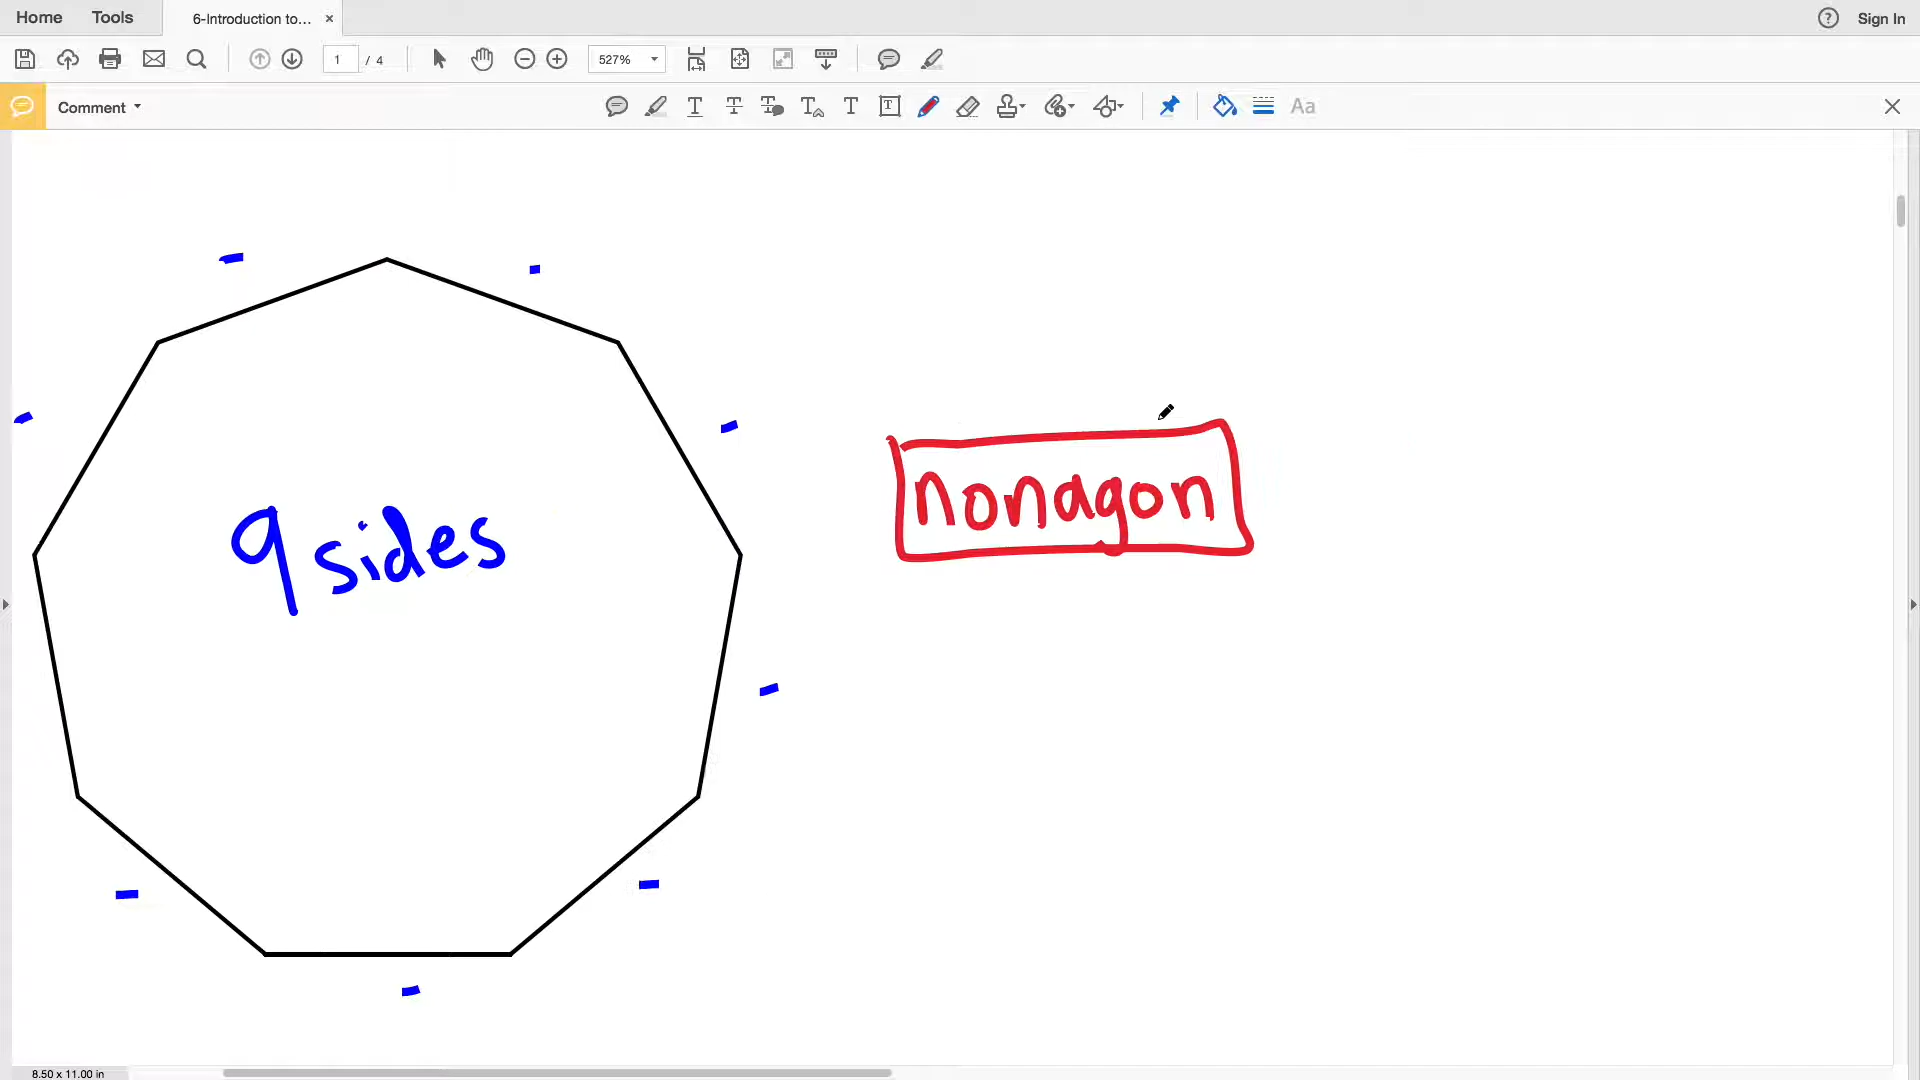 Home Tools 6-Introduction to... × Sign In
1 / 4 527%
Comment Aa
9 sides
nonagon
8.50 x 11.00 in